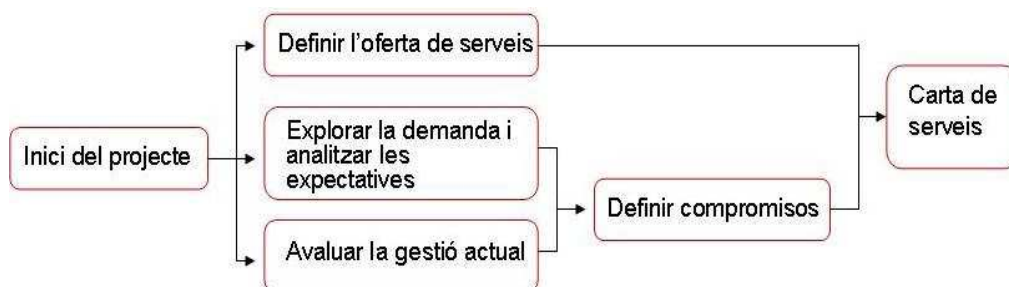 Definir l'oferta de serveis
Carta de
serveis
Explorar la demanda i
analitzar les
expectatives
Inici del projecte
Definir compromisos
Avaluar la gestió actual